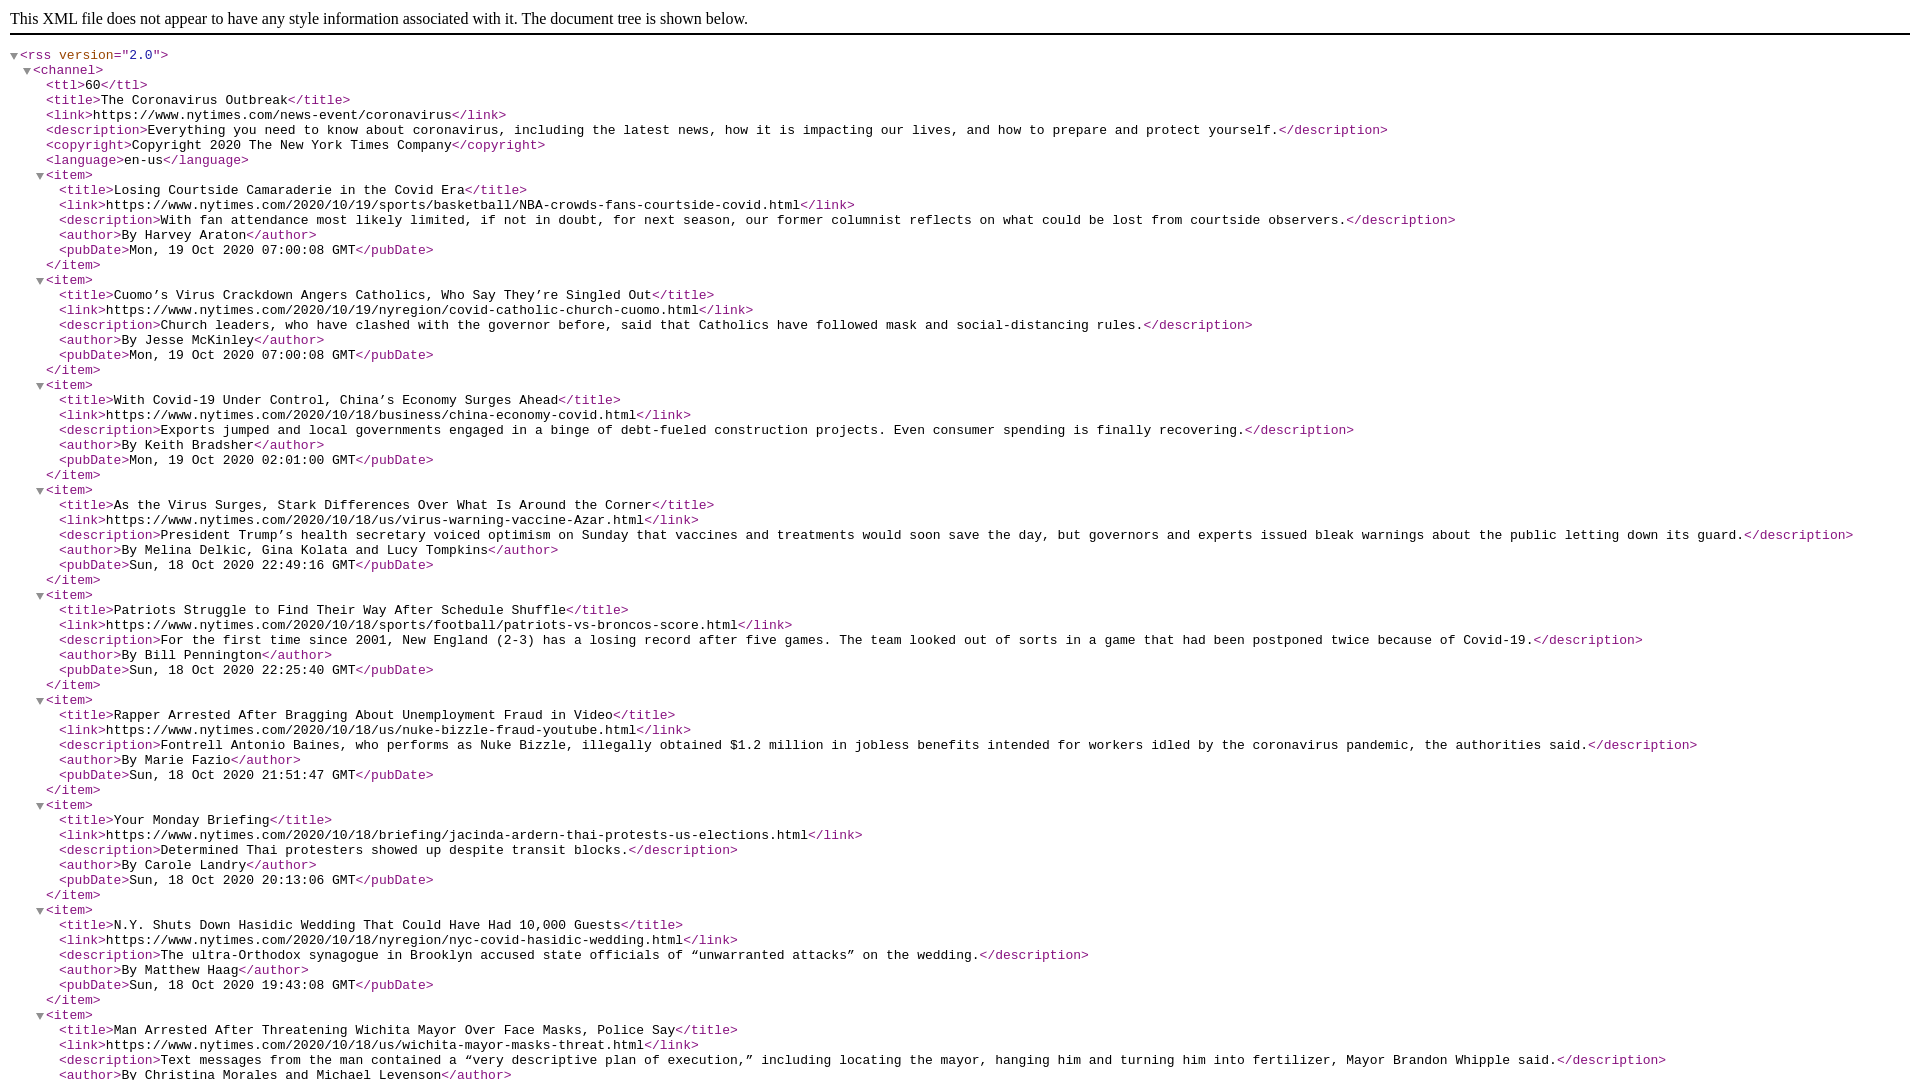 This XML file does not appear to have any style information associated with it. The document tree is shown below.
<rss version="2.0">
<channel>
<ttl>60</ttl>
<title>The Coronavirus Outbreak</title>
<link>https://www.nytimes.com/news-event/coronavirus</link>
<description>Everything you need to know about coronavirus, including the latest news, how it is impacting our lives, and how to prepare and protect yourself.</description>
<copyright>Copyright 2020 The New York Times Company</copyright>
<language>en-us</language>
<item>
<title>Losing Courtside Camaraderie in the Covid Era</title>
<link>https://www.nytimes.com/2020/10/19/sports/basketball/NBA-crowds-fans-courtside-covid.html</link>
<description>With fan attendance most likely limited, if not in doubt, for next season, our former columnist reflects on what could be lost from courtside observers.</description>
<author>By Harvey Araton</author>
<pubDate>Mon, 19 Oct 2020 07:00:08 GMT</pubDate>
</item>
<item>
<title>Cuomo’s Virus Crackdown Angers Catholics, Who Say They’re Singled Out</title>
<link>https://www.nytimes.com/2020/10/19/nyregion/covid-catholic-church-cuomo.html</link>
<description>Church leaders, who have clashed with the governor before, said that Catholics have followed mask and social-distancing rules.</description>
<author>By Jesse McKinley</author>
<pubDate>Mon, 19 Oct 2020 07:00:08 GMT</pubDate>
</item>
<item>
<title>With Covid-19 Under Control, China’s Economy Surges Ahead</title>
<link>https://www.nytimes.com/2020/10/18/business/china-economy-covid.html</link>
<description>Exports jumped and local governments engaged in a binge of debt-fueled construction projects. Even consumer spending is finally recovering.</description>
<author>By Keith Bradsher</author>
<pubDate>Mon, 19 Oct 2020 02:01:00 GMT</pubDate>
</item>
<item>
<title>As the Virus Surges, Stark Differences Over What Is Around the Corner</title>
<link>https://www.nytimes.com/2020/10/18/us/virus-warning-vaccine-Azar.html</link>
<description>President Trump’s health secretary voiced optimism on Sunday that vaccines and treatments would soon save the day, but governors and experts issued bleak warnings about the public letting down its guard.</description>
<author>By Melina Delkic, Gina Kolata and Lucy Tompkins</author>
<pubDate>Sun, 18 Oct 2020 22:49:16 GMT</pubDate>
</item>
<item>
<title>Patriots Struggle to Find Their Way After Schedule Shuffle</title>
<link>https://www.nytimes.com/2020/10/18/sports/football/patriots-vs-broncos-score.html</link>
<description>For the first time since 2001, New England (2-3) has a losing record after five games. The team looked out of sorts in a game that had been postponed twice because of Covid-19.</description>
<author>By Bill Pennington</author>
<pubDate>Sun, 18 Oct 2020 22:25:40 GMT</pubDate>
</item>
<item>
<title>Rapper Arrested After Bragging About Unemployment Fraud in Video</title>
<link>https://www.nytimes.com/2020/10/18/us/nuke-bizzle-fraud-youtube.html</link>
<description>Fontrell Antonio Baines, who performs as Nuke Bizzle, illegally obtained $1.2 million in jobless benefits intended for workers idled by the coronavirus pandemic, the authorities said.</description>
<author>By Marie Fazio</author>
<pubDate>Sun, 18 Oct 2020 21:51:47 GMT</pubDate>
</item>
<item>
<title>Your Monday Briefing</title>
<link>https://www.nytimes.com/2020/10/18/briefing/jacinda-ardern-thai-protests-us-elections.html</link>
<description>Determined Thai protesters showed up despite transit blocks.</description>
<author>By Carole Landry</author>
<pubDate>Sun, 18 Oct 2020 20:13:06 GMT</pubDate>
</item>
<item>
<title>N.Y. Shuts Down Hasidic Wedding That Could Have Had 10,000 Guests</title>
<link>https://www.nytimes.com/2020/10/18/nyregion/nyc-covid-hasidic-wedding.html</link>
<description>The ultra-Orthodox synagogue in Brooklyn accused state officials of “unwarranted attacks” on the wedding.</description>
<author>By Matthew Haag</author>
<pubDate>Sun, 18 Oct 2020 19:43:08 GMT</pubDate>
</item>
<item>
<title>Man Arrested After Threatening Wichita Mayor Over Face Masks, Police Say</title>
<link>https://www.nytimes.com/2020/10/18/us/wichita-mayor-masks-threat.html</link>
<description>Text messages from the man contained a “very descriptive plan of execution,” including locating the mayor, hanging him and turning him into fertilizer, Mayor Brandon Whipple said.</description>
<author>By Christina Morales and Michael Levenson</author>